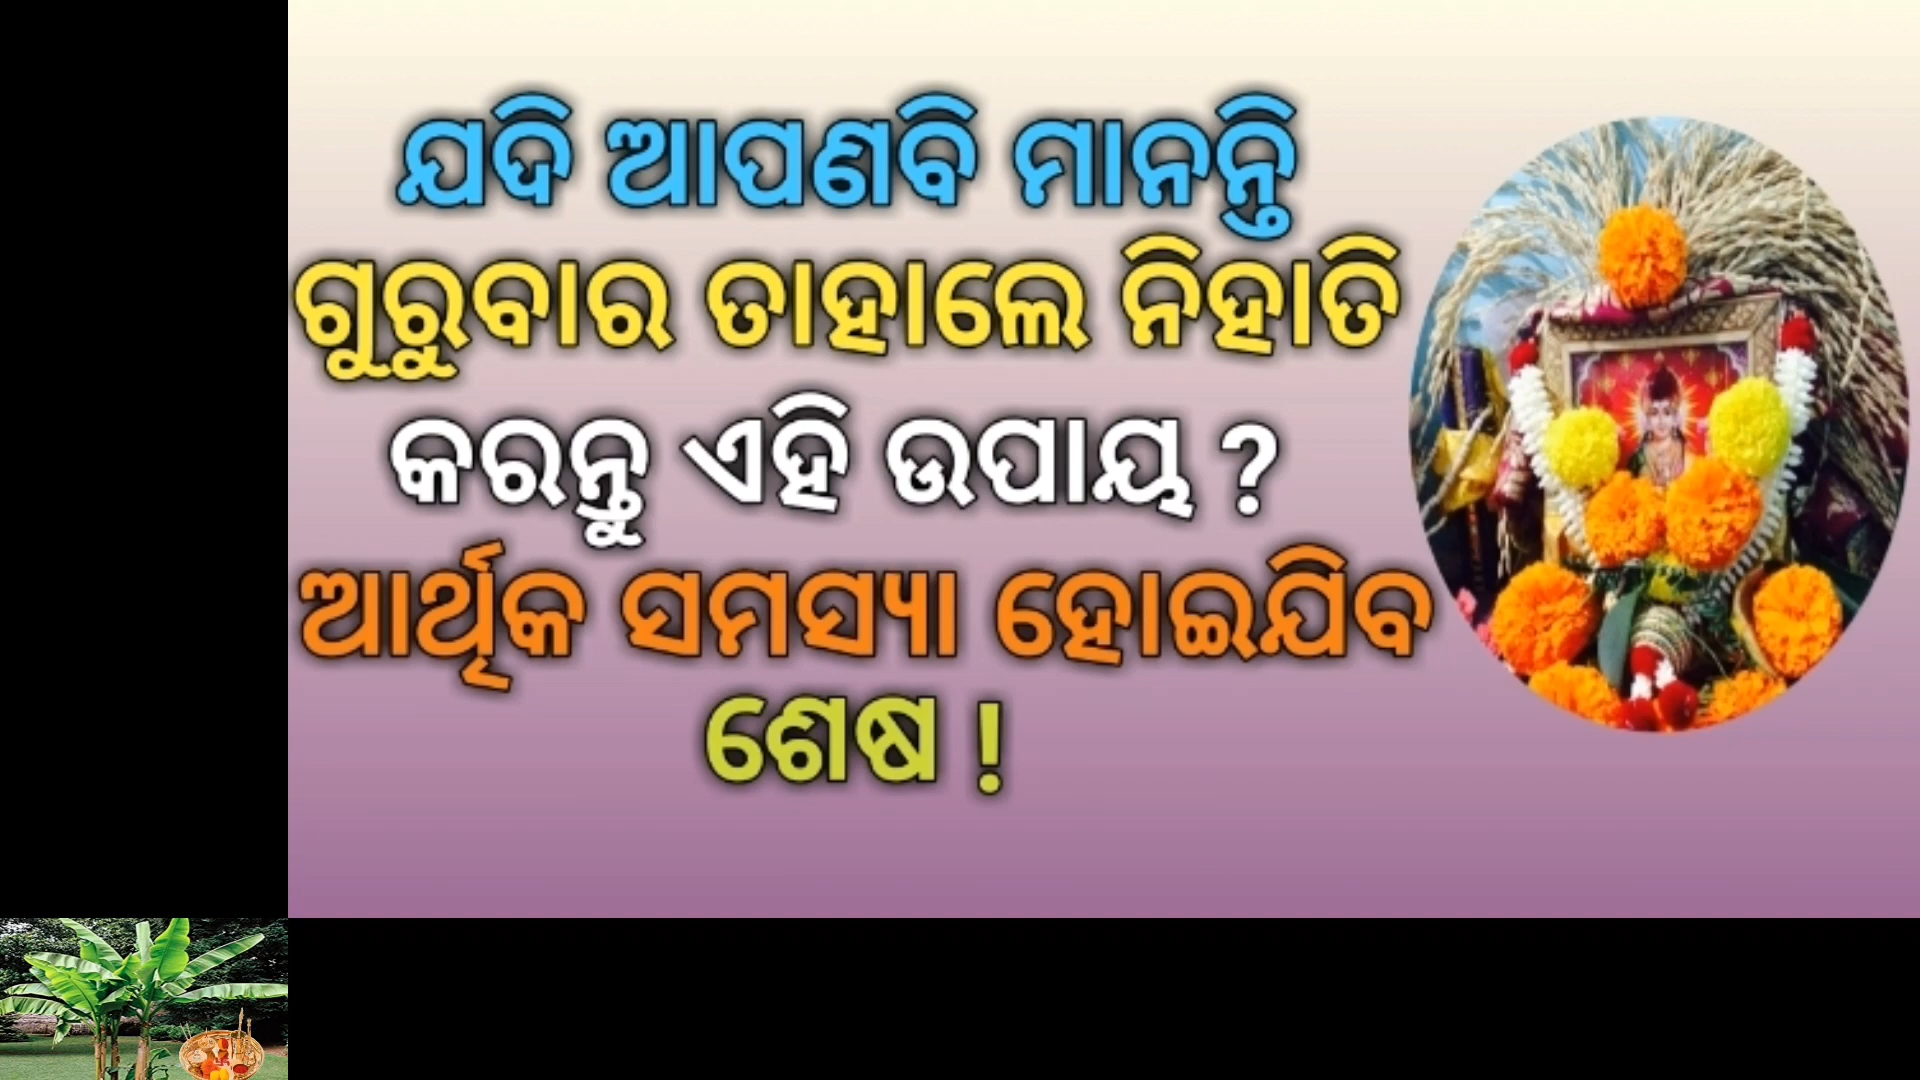 ଯଦି ଆପଣବି ମାନନ୍ତି
ଗୁରୁବାର ତାହାଲେ ନିହାତି
କରନ୍ତୁ ଏହି ଉପାୟ ?
ଆର୍ଥିକ ସମସ୍ୟା ହୋଇଯିବ
ଶେଷ !